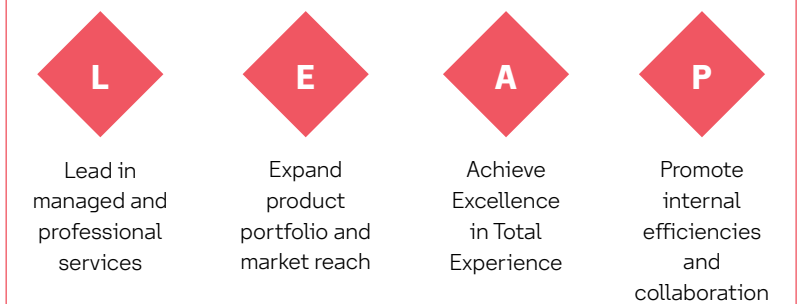 L
Lead in
managed and
professional
services
E
Expand
product
portfolio and
market reach
A
Achieve
Excellence
in Total
Experience
P
Promote
internal
efficiencies
and
collaboration